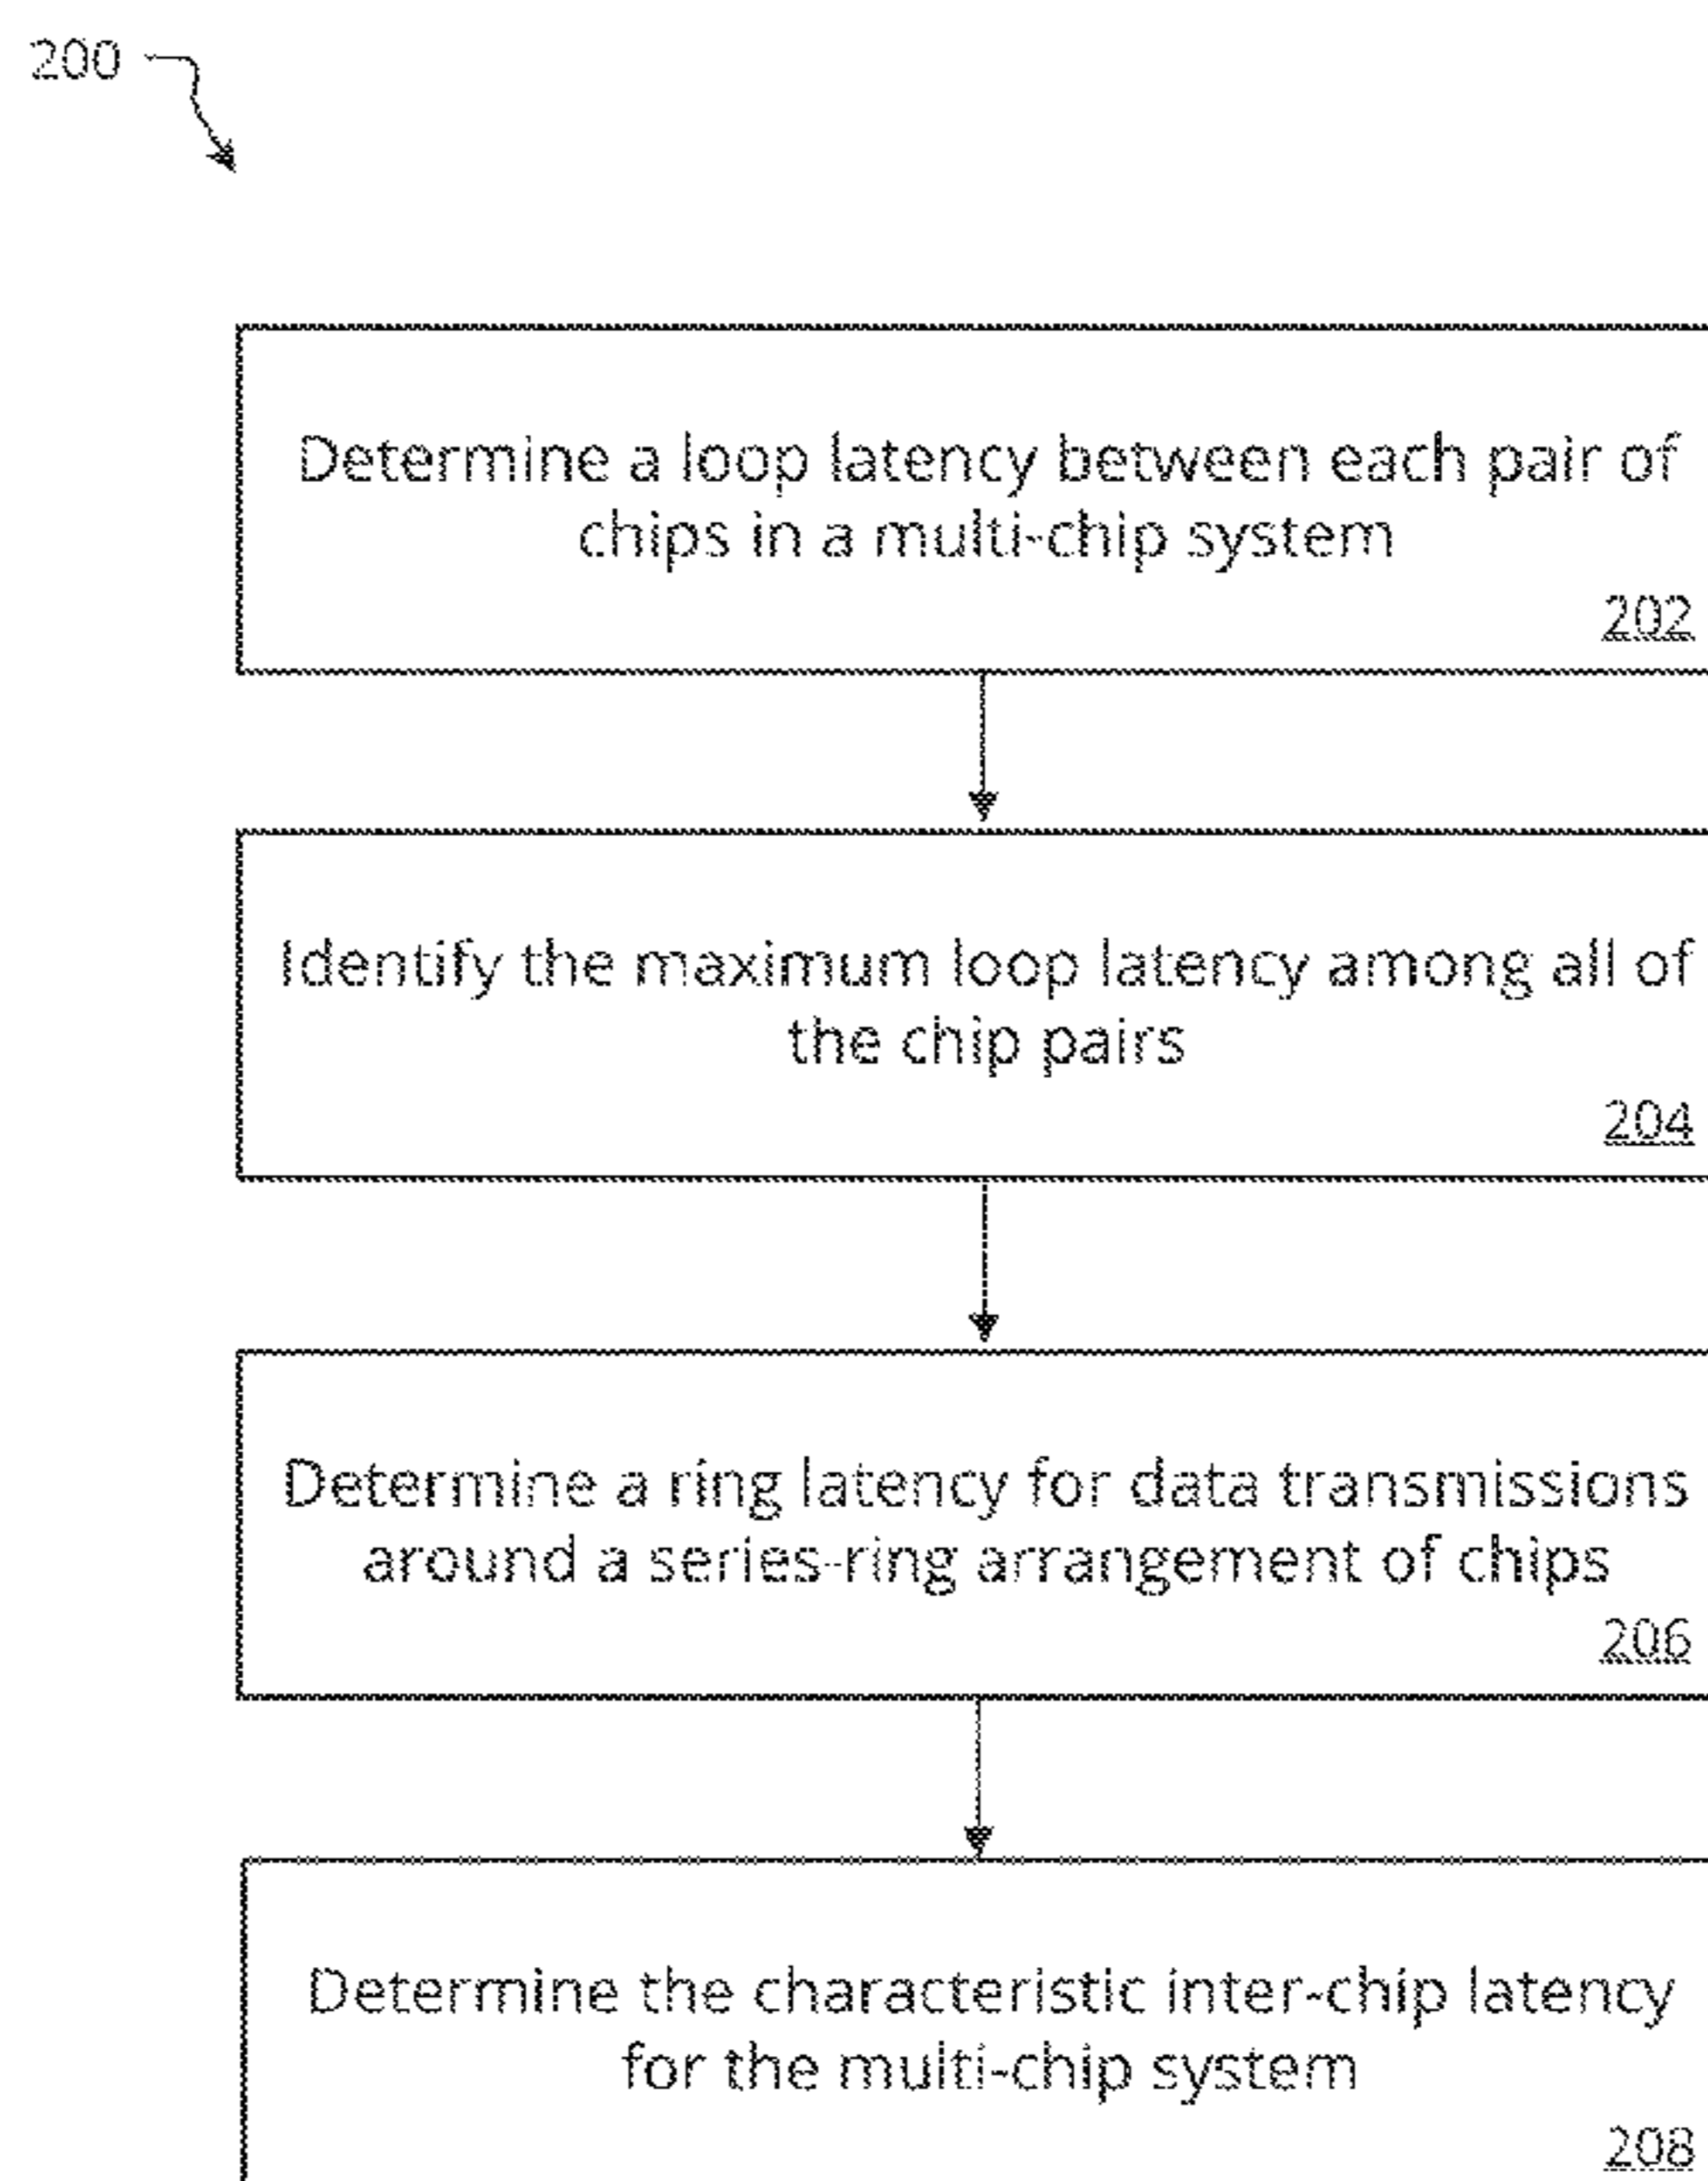 200
Determine a loop latency between each pair of
chips in a multi-chip system
202
Identify the maximum loop latency among all of
the chip pairs
204
Determine a ring latency for data transmissions
around a series-ring arrangement of chips
206
Determine the characteristic inter-chip latency
for the multi-chip system
208